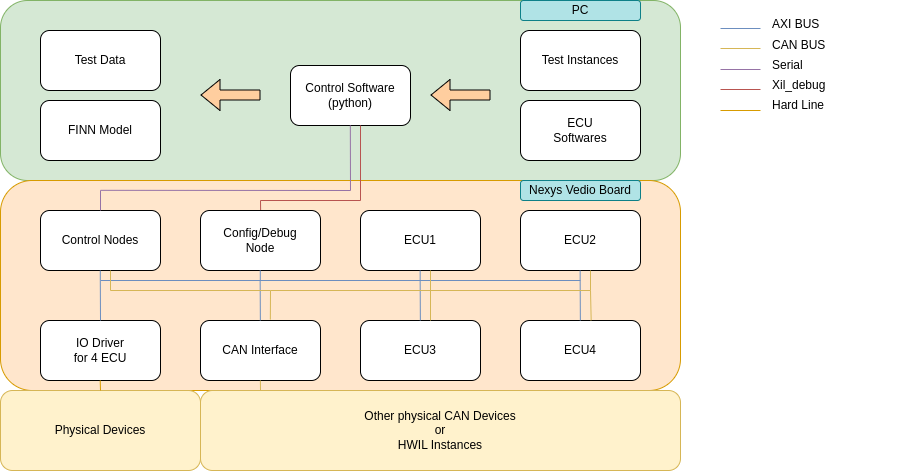 PC
AXI BUS
CAN BUS
Serial
Xil_debug
Hard Line
Test Data
FINN Model
Control Software
(python)
Test Instances
ECU
Softwares
Nexys Vedio Board
Control Nodes
Config/Debug
Node
ECU1
ECU2
IO Driver
for 4 ECU
CAN Interface
ECU3
ECU4
Physical Devices
Other physical CAN Devices
or
HWIL Instances